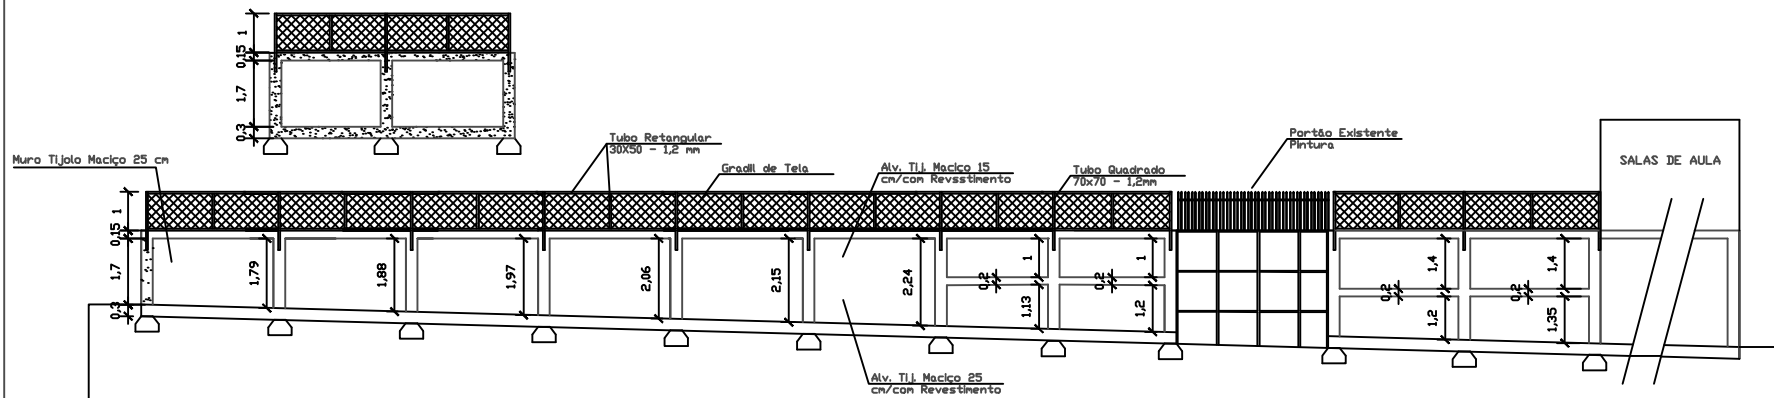 1
0,15
1,7
0,3
Muro Tijolo Maciço 25 cm
Tubo Retangular
30X50 - 1,2 mm
Gradil de Tela
Alv. Tij. Maciço 15
cm/com Revsstimento
Tubo Quadrado
70x70 - 1,2mm
Portão Existente
Pintura
SALAS DE AULA
1
0,15
1,7
0,3
1,79
1,88
1,97
2,06
2,15
2,24
1
0,2
1,13
1
0,2
1,2
1,4
0,2
1,2
1,4
0,2
1,35
Alv. Tij. Maciço 25
cm/com Revestimento